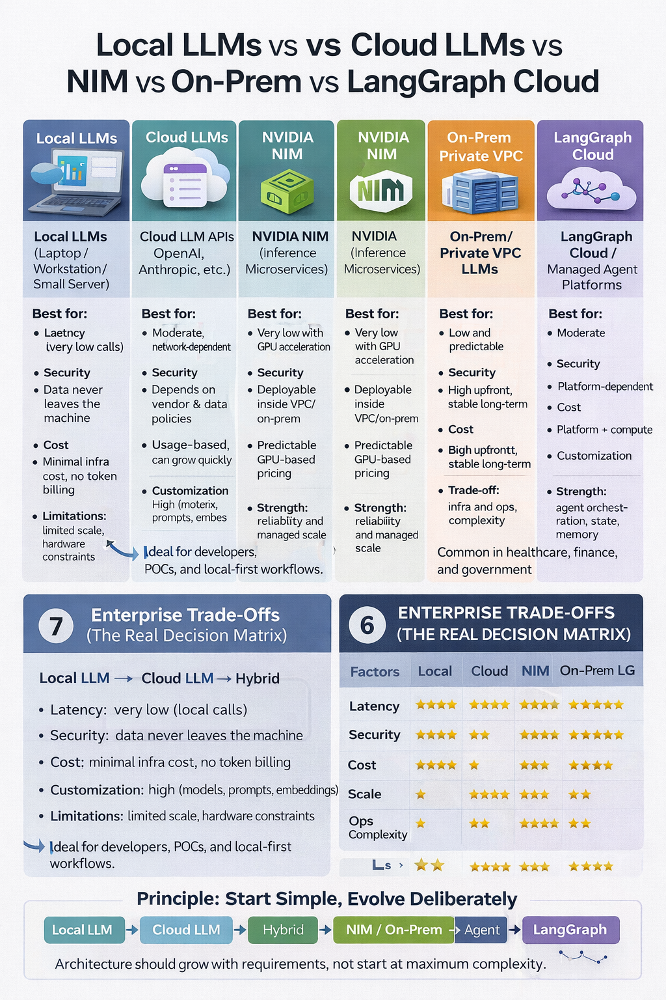 Local LLMs vs vs Cloud LLMs vs
NIM vs On-Prem vs LangGraph Cloud
Local LLMs
Local LLMs
(Laptop /
Workstation/
Small Server)
Best for:
• Laetncy
(very low calls)
• Security
• Data never
leaves the
machine
• Cost
• Minimal infra
cost, no token
billing
• Limitations:
limited scale,
hardware
constraints
Cloud LLMs
Cloud LLM APIs
OpenAI,
Anthropic, etc.)
Best for:
• Moderate,
network-dependent
• Security
• Depends on
vendor & data
policies
• Usage-based,
can grow quickly
• Customization
High (moterix,
prompts, embes
Ideal for developers,
POCs, and local-first workflows.
NVIDIA
NIM
NVIDIA NIM
(inference
Microservices)
Best for:
• Very low with
GPU acceleration
• Security
• Deployable
inside VPC/
on-prem
• Predictable
GPU-based
pricing
• Strength:
reliability and
managed scale
NVIDIA
NIM
NIM
NVIDIA
(Inference
Microservices)
Best for:
• Very low
with GPU
acceleration
• Deployable
inside
VPC/on-prem
• Predictable
GPU-based
pricing
• Strongth:
reliability
and managed
scale
On-Prem
Private VPC
On-Prem/
Private VPC
LLMs
Best for:
• Low and
predictable
• Security
• High upfront,
stable long-term
• Cost
• Bigh upfrontt,
stable long-term
• Trade-off:
infra and ops,
complexity
Common in healthcare, finance,
and government
LangGraph
Cloud
LangGraph
Cloud /
Managed Agent
Platforms
Best for:
• Moderate
• Security
• Platform-dependent
• Cost
• Platform + compute
• Customization
• Strength:
agent orchest-
ration, state,
memory
7
Enterprise Trade-Offs
(The Real Decision Matrix)
Local LLM → Cloud LLM → Hybrid
• Latency: very low (local calls)
• Security: data never leaves the machine
• Cost: minimal infra cost, no token billing
• Customization: high (models, prompts, embeddings)
• Limitations: limited scale, hardware constraints
Ideal for developers, POCs, and local-first
workflows.
6
ENTERPRISE TRADE-OFFS
(THE REAL DECISION MATRIX)
Factors Local Cloud NIM On-Prem LG
Latency ★★★★ ★★★★ ★★★★ ★★★★★
Security ★★★★ ★★ ★★★★ ★★★★★
Cost ★★★★ ★ ★★★ ★★★★
Scale ★ ★★★★ ★★★ ★★
Ops
Complexity ★ ★★ ★★★★ ★★
Ls › ★★ ★★★★ ★★★ ★★★★
Principle: Start Simple, Evolve Deliberately
Local LLM → Cloud LLM → Hybrid → NIM / On-Prem → Agent → LangGraph
Architecture should grow with requirements, not start at maximum complexity.